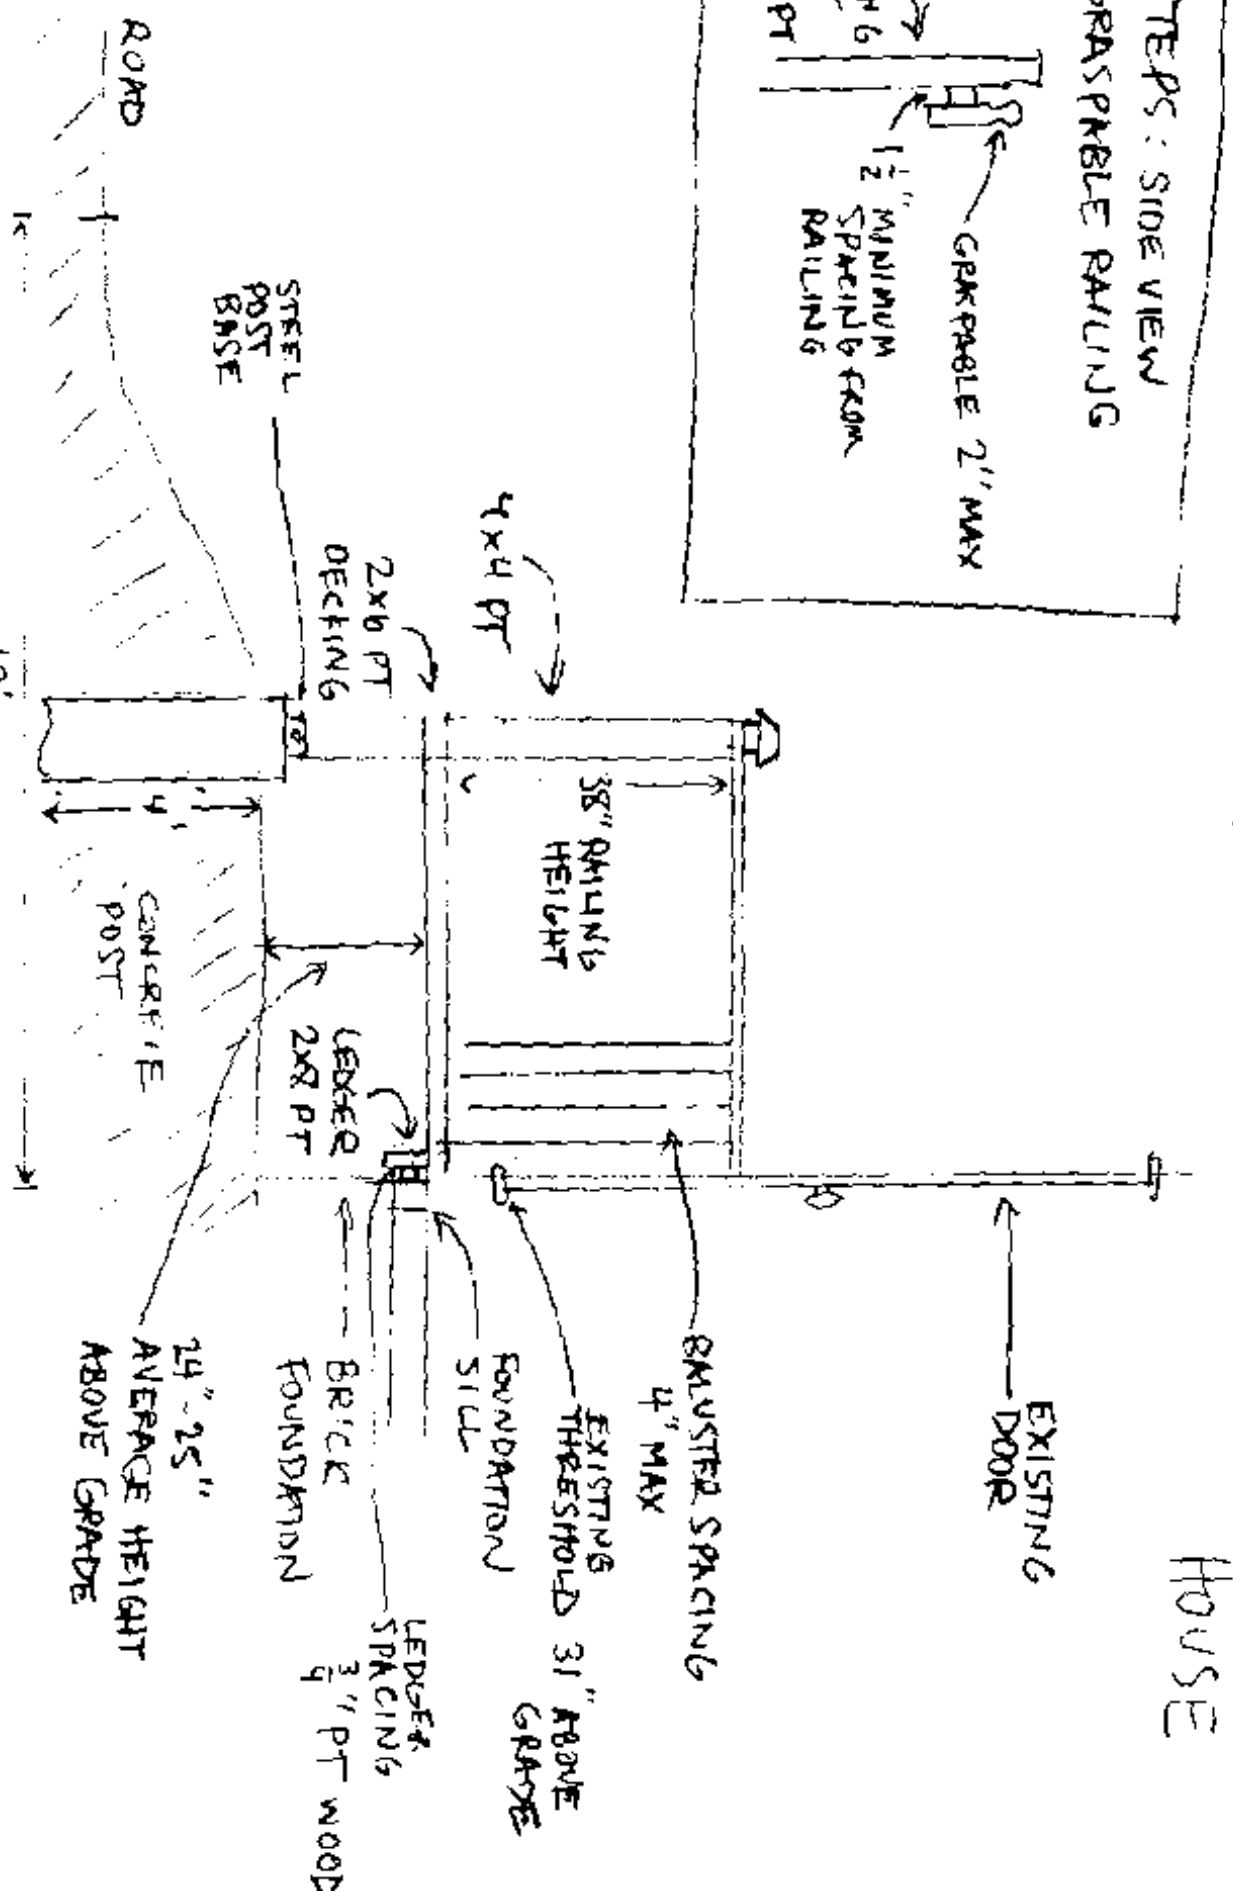 TEPS: SIDE VIEW
GRASPABLE RAILING
PT
GRASPABLE 2" MAX
1 1/2" MINIMUM
SPACING FROM
RAILING
HOUSE
EXISTING
DOOR
BALUSTER SPACING
4" MAX
EXISTING
THRESHOLD 31" ABOVE
GRADE
FOUNDATION
SILL
LEDGER
SPACING
3/4" PT WOOD
BRICK
FOUNDATION
24"-25"
AVERAGE HEIGHT
ABOVE GRADE
38" RAILING
HEIGHT
4x4 PT
2x6 PT
DECKING
LEDGER
2x8 PT
STEEL
POST
BASE
4'
CONCRETE
POST
ROAD